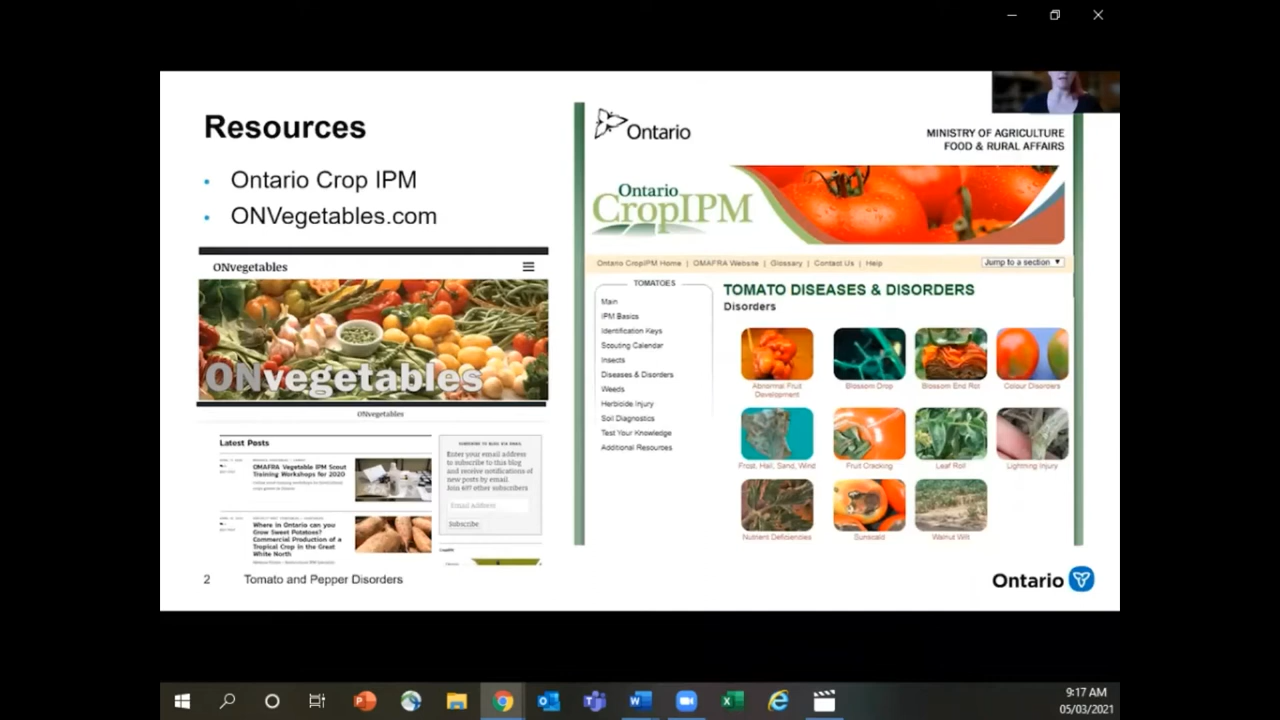 Resources
Ontario Crop IPM
ONVegetables.com
ONvegetables
ONvegetables
ONvegetables
Latest Posts
OMAFRA Vegetable IPM Scout
Training Workshops for 2020
Where in Ontario can you
Grow Sweet Potatoes?
Commercial Production of a
Tropical Crop in the Great
White North
SUBSCRIBE TO BLOG VIA EMAIL
Enter your email address
to subscribe to this blog
and receive notifications of
new posts by email.
Join 697 other subscribers
Email Address
Subscribe
Ontario
MINISTRY OF AGRICULTURE
FOOD & RURAL AFFAIRS
Ontario
CropIPM
Ontario CropIPM Home | OMAFRA Website | Glossary | Contact Us | Help
Jump to a section
TOMATOES
Main
IPM Basics
Identification Keys
Scouting Calendar
Insects
Diseases & Disorders
Weeds
Herbicide Injury
Soil Diagnostics
Test Your Knowledge
Additional Resources
TOMATO DISEASES & DISORDERS
Disorders
Abnormal Fruit
Development
Blossom Drop
Blossom End Rot
Colour Disorders
Frost, Hail, Sand, Wind
Fruit Cracking
Leaf Roll
Lightning Injury
Nutrient Deficiencies
Sunscald
Walnut Wilt
2 Tomato and Pepper Disorders
Ontario
9:17 AM
05/03/2021